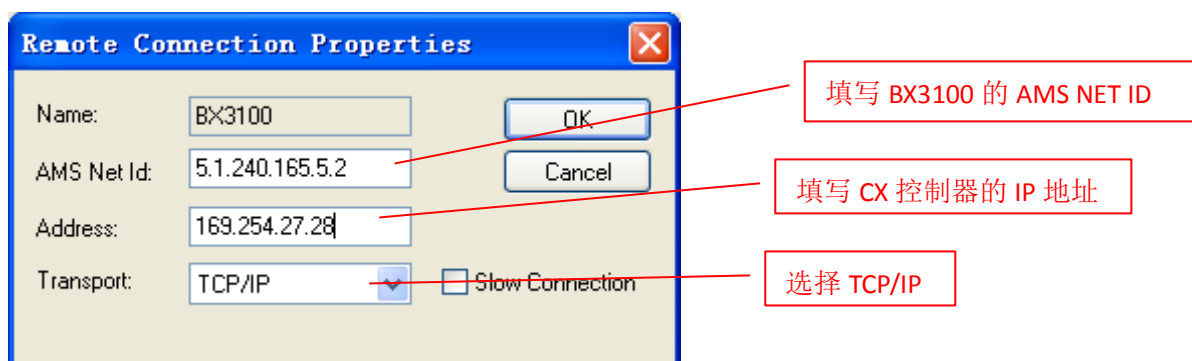 Remote Connection Properties
Name: BX3100 OK
填写 BX3100 的 AMS NET ID
AMS Net Id: 5.1.240.165.5.2 Cancel
填写 CX 控制器的 IP 地址
Address: 169.254.27.28
Transport: TCP/IP Slow Connection
选择 TCP/IP